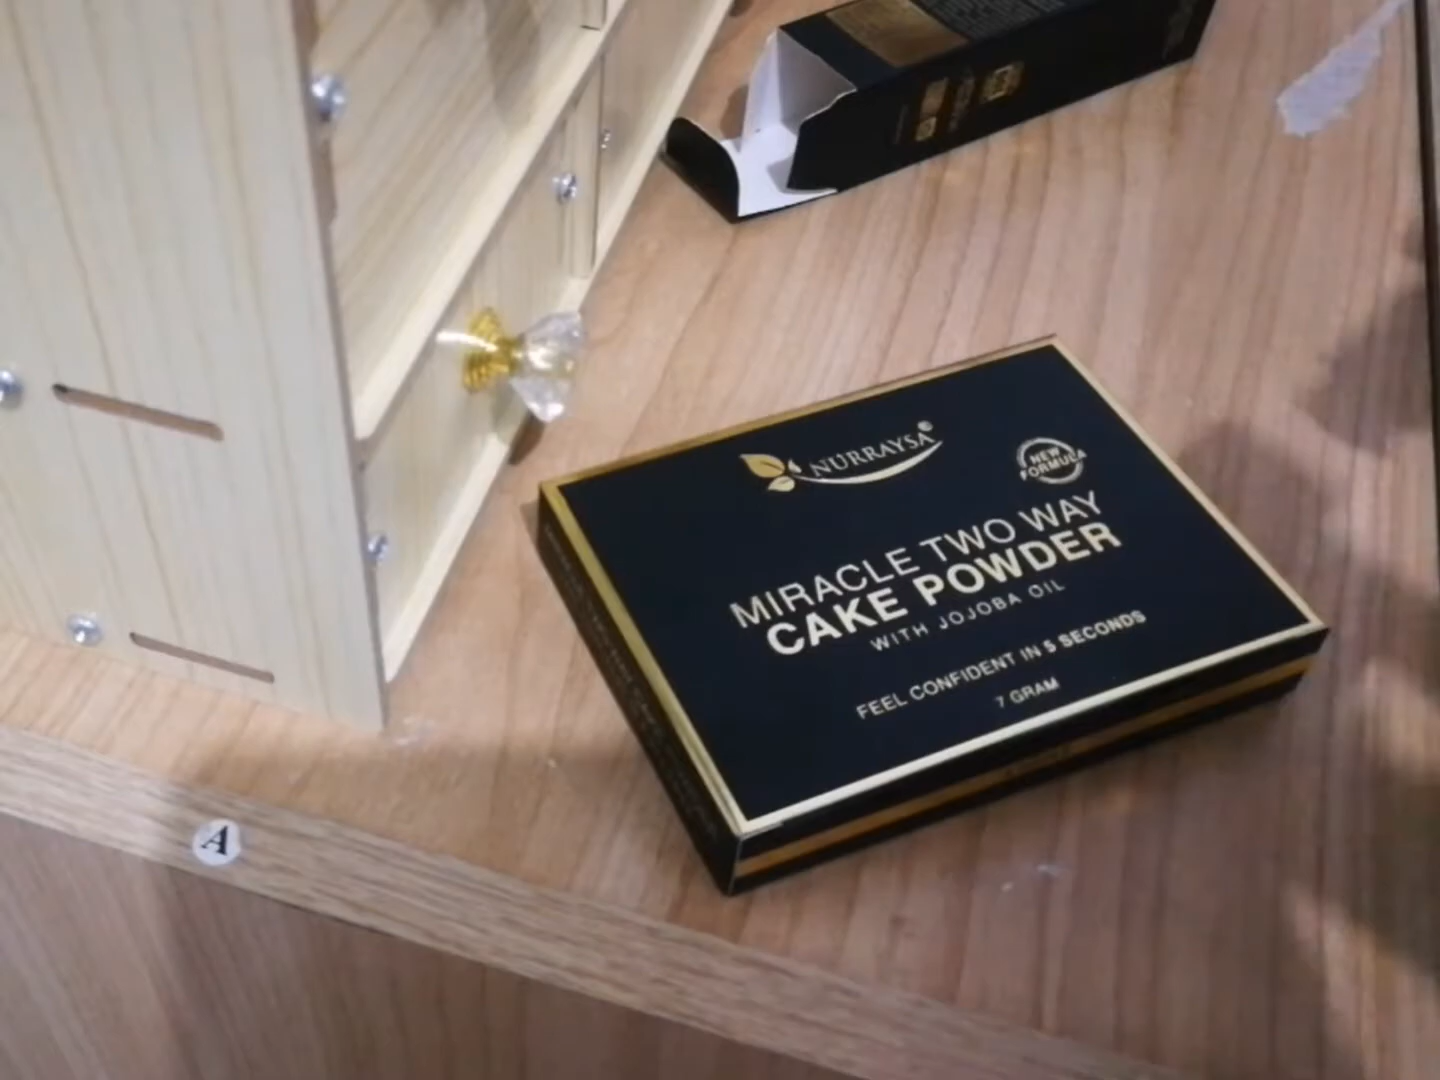 NURRAYSA®
NEW
FORMULA
MIRACLE TWO WAY
CAKE POWDER
WITH JOJOBA OIL
FEEL CONFIDENT IN 5 SECONDS
7 GRAM
A